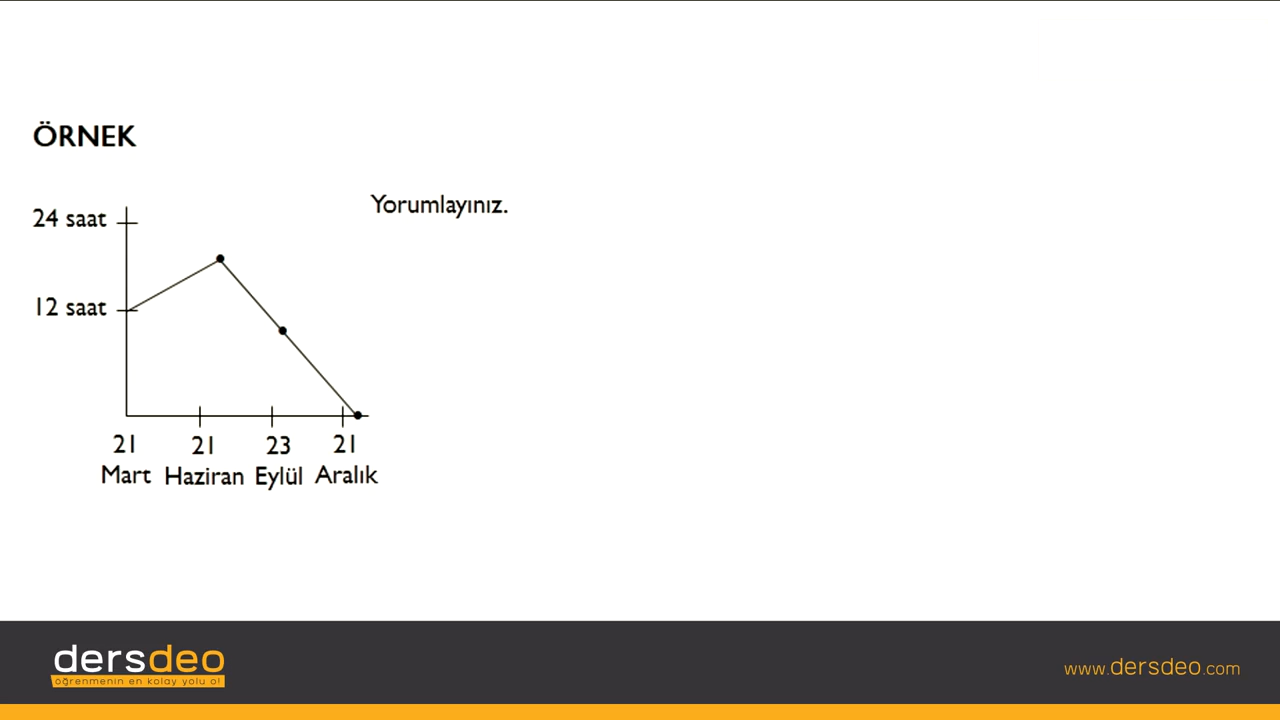 ÖRNEK
Yorumlayınız.
24 saat
12 saat
21 21 23 21
Mart Haziran Eylül Aralık
dersdeo
öğrenmenin en kolay yolu o!
www.dersdeo.com